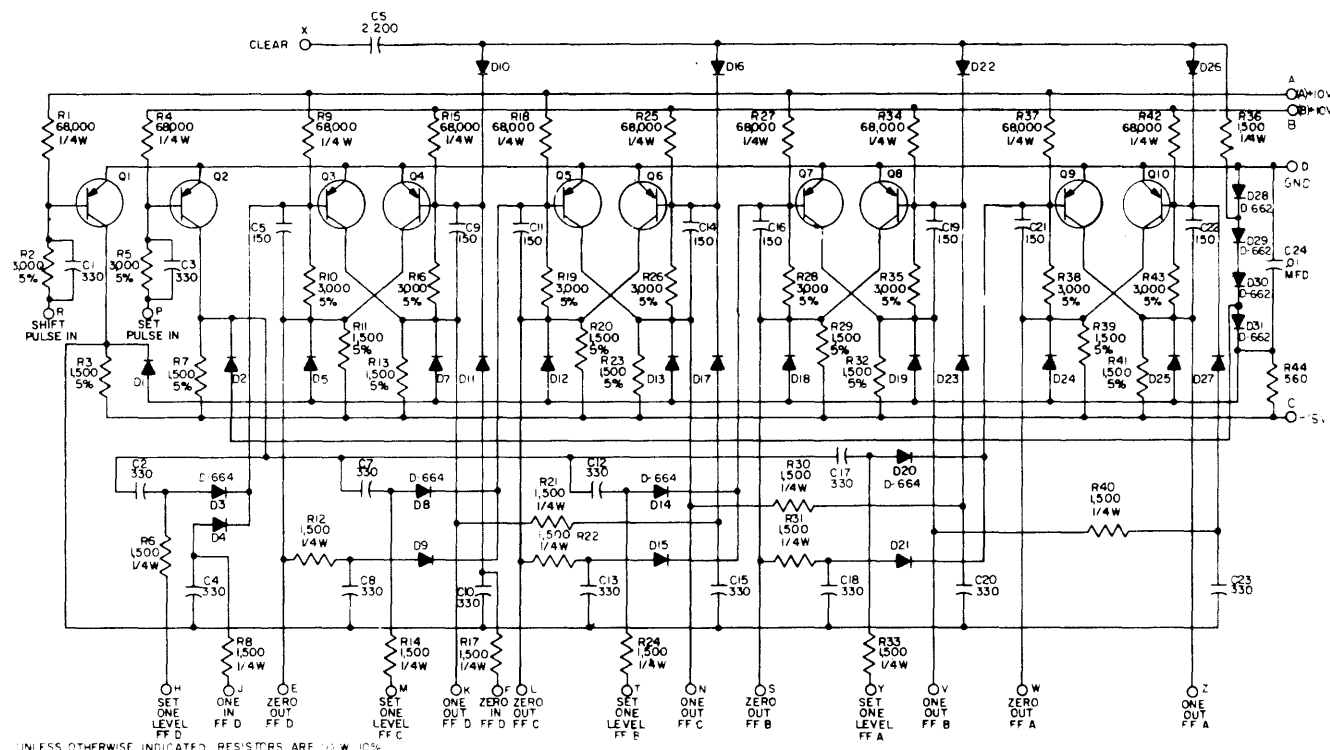 X
CLEAR
C5
2,200
D10
D16
D22
D26
A
(A)+10V
(B)+10V
B
R1
68,000
1/4W
R4
68,000
1/4W
R9
68,000
1/4W
R15
68,000
1/4W
R18
68,000
1/4W
R25
68,000
1/4W
R27
68,000
1/4W
R34
68,000
1/4W
R37
68,000
1/4W
R42
68,000
1/4W
R36
1,500
1/4W
D
GND
Q1
Q2
Q3
Q4
Q5
Q6
Q7
Q8
Q9
Q10
D28
D-662
D29
D-662
D30
D-662
D31
D-662
C24
.01
MFD
C5
150
C9
150
C11
150
C14
150
C16
150
C19
150
C21
150
C22
150
R2
3,000
5%
C1
330
R5
3,000
5%
C3
330
R10
3,000
5%
R16
3,000
5%
R19
3,000
5%
R26
3,000
5%
R28
3,000
5%
R35
3,000
5%
R38
3,000
5%
R43
3,000
5%
R
SHIFT
PULSE IN
P
SET
PULSE IN
R3
1,500
5%
D1
R7
1,500
5%
D2
D5
R11
1,500
5%
R13
1,500
5%
D7
D11
D12
R20
1,500
5%
R23
1,500
5%
D13
D17
D18
R29
1,500
5%
R32
1,500
5%
D19
D23
D24
R39
1,500
5%
R41
1,500
5%
D25
D27
R44
560
C
-15V
C2
330
D-664
D3
D4
C7
330
D-664
D8
C12
330
D-664
D14
C17
330
D20
D-664
R6
1,500
1/4W
R12
1,500
1/4W
D9
R21
1,500
1/4W
1,500
R22
1/4W
D15
R30
1,500
1/4W
R31
1,500
1/4W
D21
R40
1,500
1/4W
C4
330
C8
330
C10
330
C13
330
C15
330
C18
330
C20
330
C23
330
R8
1,500
1/4W
R14
1,500
1/4W
R17
1,500
1/4W
R24
1,500
1/4W
R33
1,500
1/4W
H
SET
ONE
LEVEL
FF D
J
ONE
IN
FF D
E
ZERO
OUT
FF D
M
SET
ONE
LEVEL
FF C
K
ONE
OUT
FF D
F
ZERO
IN
FF D
L
ZERO
OUT
FF C
T
SET
ONE
LEVEL
FF B
N
ONE
OUT
FF C
S
ZERO
OUT
FF B
Y
SET
ONE
LEVEL
FF A
V
ONE
OUT
FF B
W
ZERO
OUT
FF A
Z
ONE
OUT
FF A
UNLESS OTHERWISE INDICATED RESISTORS ARE W 10%